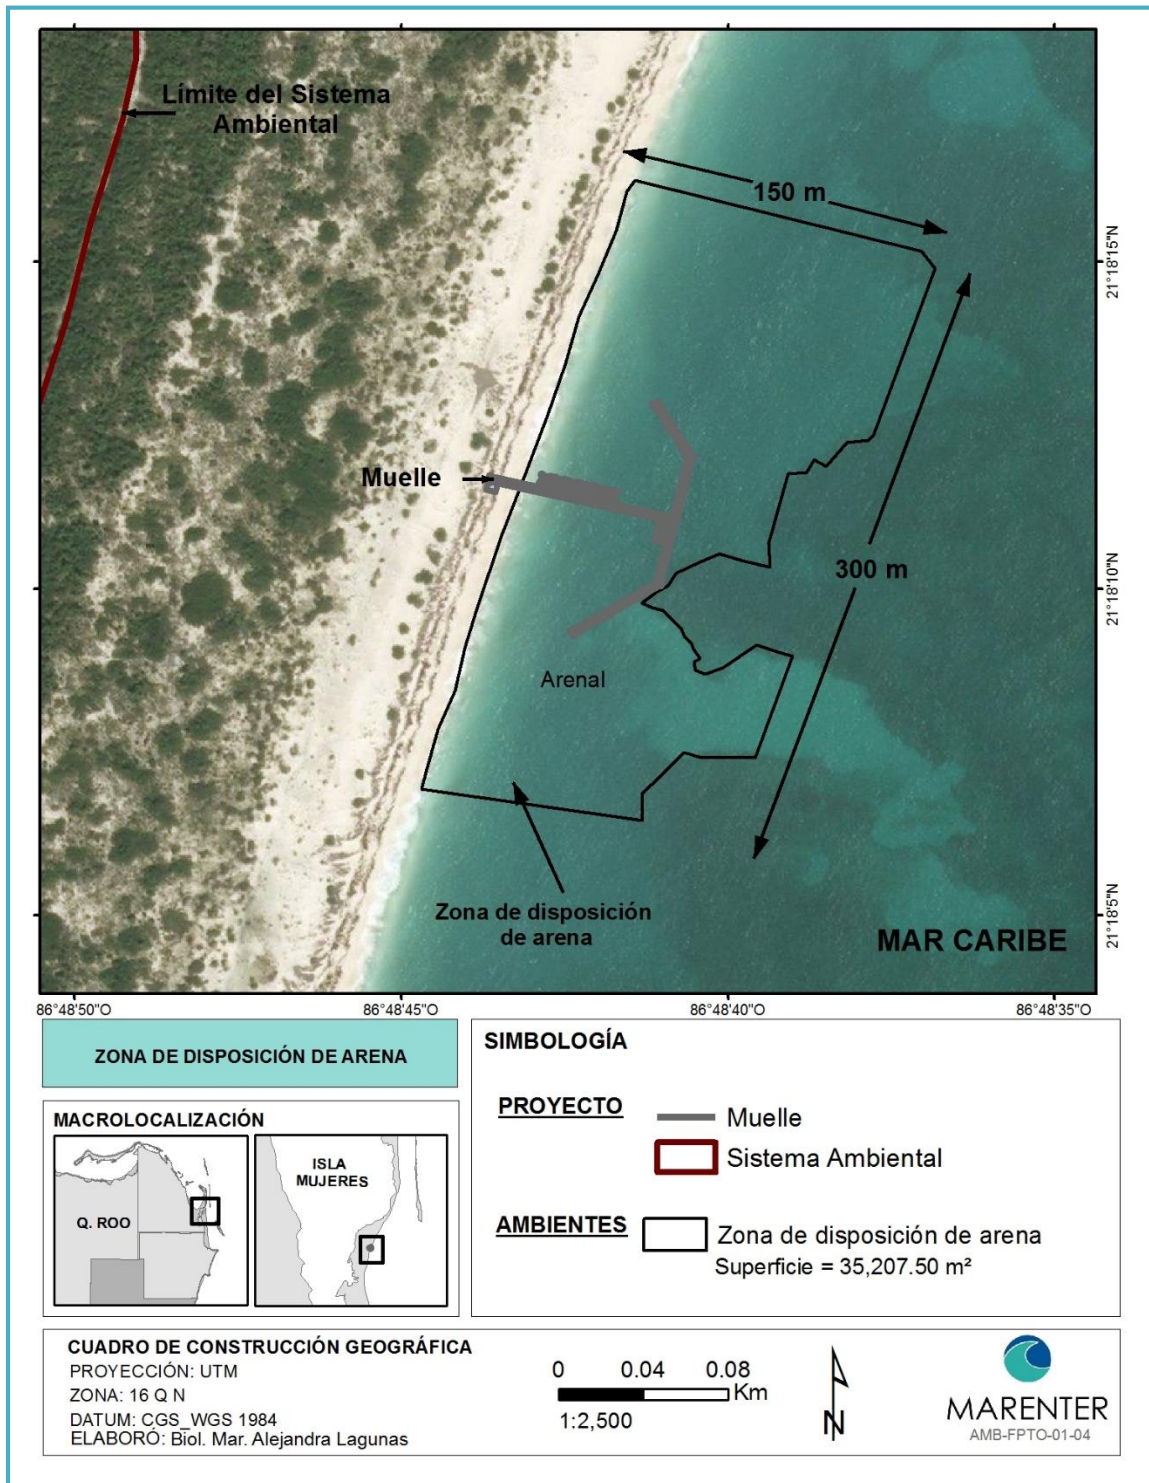 Límite del Sistema
Ambiental
150 m
21°18'15"N
Muelle
300 m
21°18'10"N
Arenal
Zona de disposición
de arena
MAR CARIBE
21°18'5"N
86°48'50"O
86°48'45"O
86°48'40"O
86°48'35"O
ZONA DE DISPOSICIÓN DE ARENA
MACROLOCALIZACIÓN
Q. ROO
ISLA
MUJERES
SIMBOLOGÍA
PROYECTO
Muelle
Sistema Ambiental
AMBIENTES
Zona de disposición de arena
Superficie = 35,207.50 m²
CUADRO DE CONSTRUCCIÓN GEOGRÁFICA
PROYECCIÓN: UTM
ZONA: 16 Q N
DATUM: CGS_WGS 1984
ELABORÓ: Biol. Mar. Alejandra Lagunas
0 0.04 0.08
Km
1:2,500
N
MARENTER
AMB-FPTO-01-04